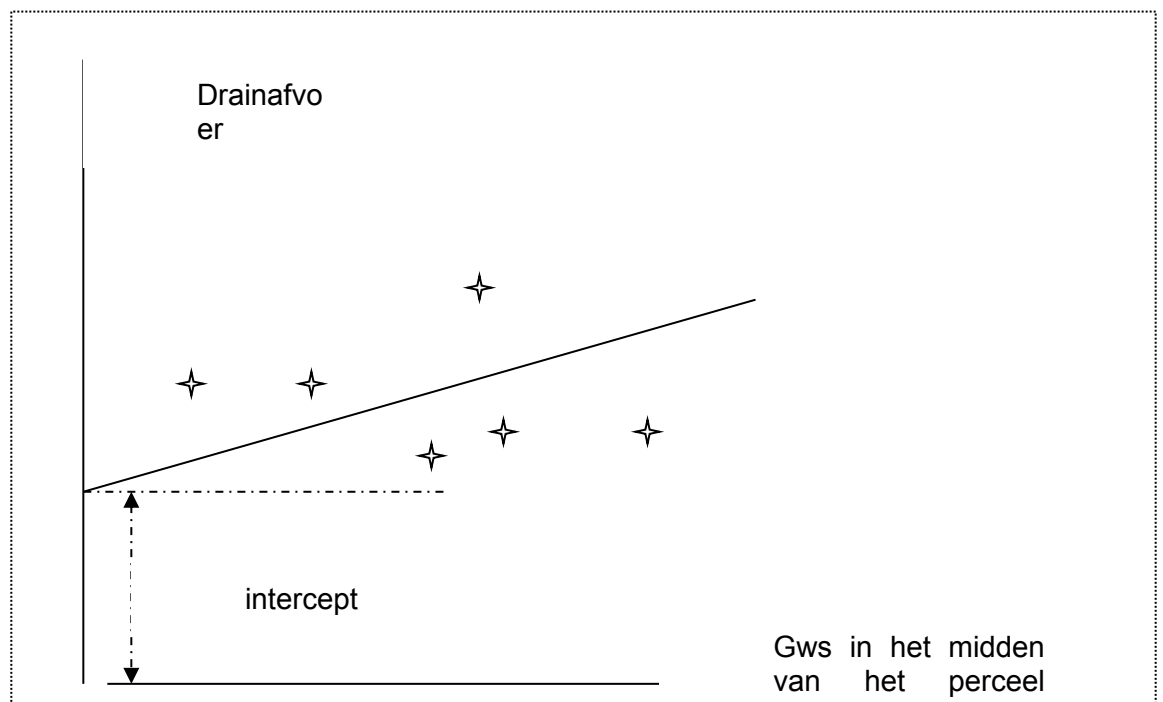 Drainafvo
er
intercept
Gws in het midden
van het perceel